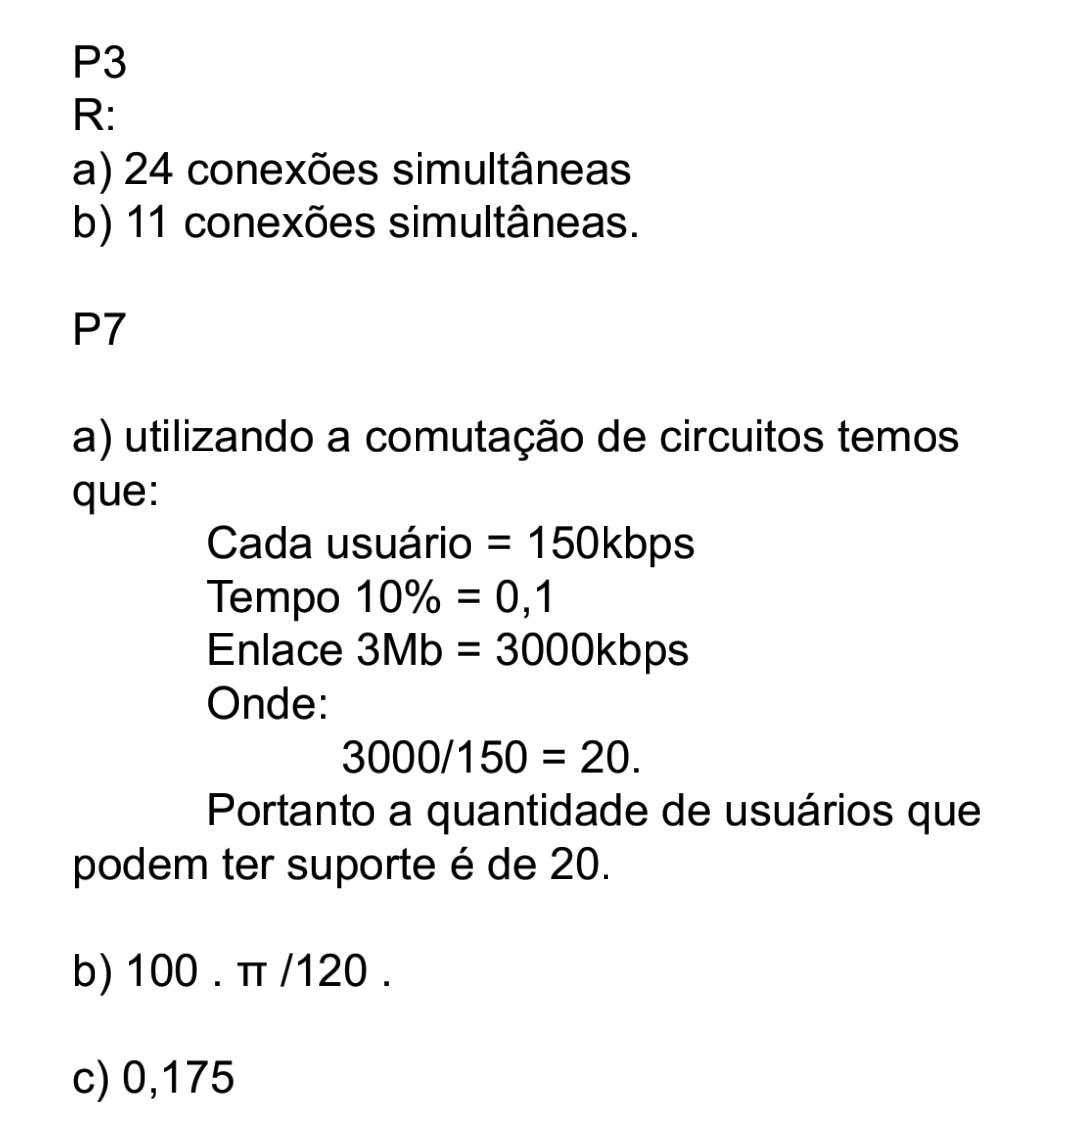 P3
R:
a) 24 conexões simultâneas
b) 11 conexões simultâneas.
P7
a) utilizando a comutação de circuitos temos
que:
Cada usuário = 150kbps
Tempo 10% = 0,1
Enlace 3Mb = 3000kbps
Onde:
3000/150 = 20.
Portanto a quantidade de usuários que
podem ter suporte é de 20.
b) 100 . π /120 .
c) 0,175